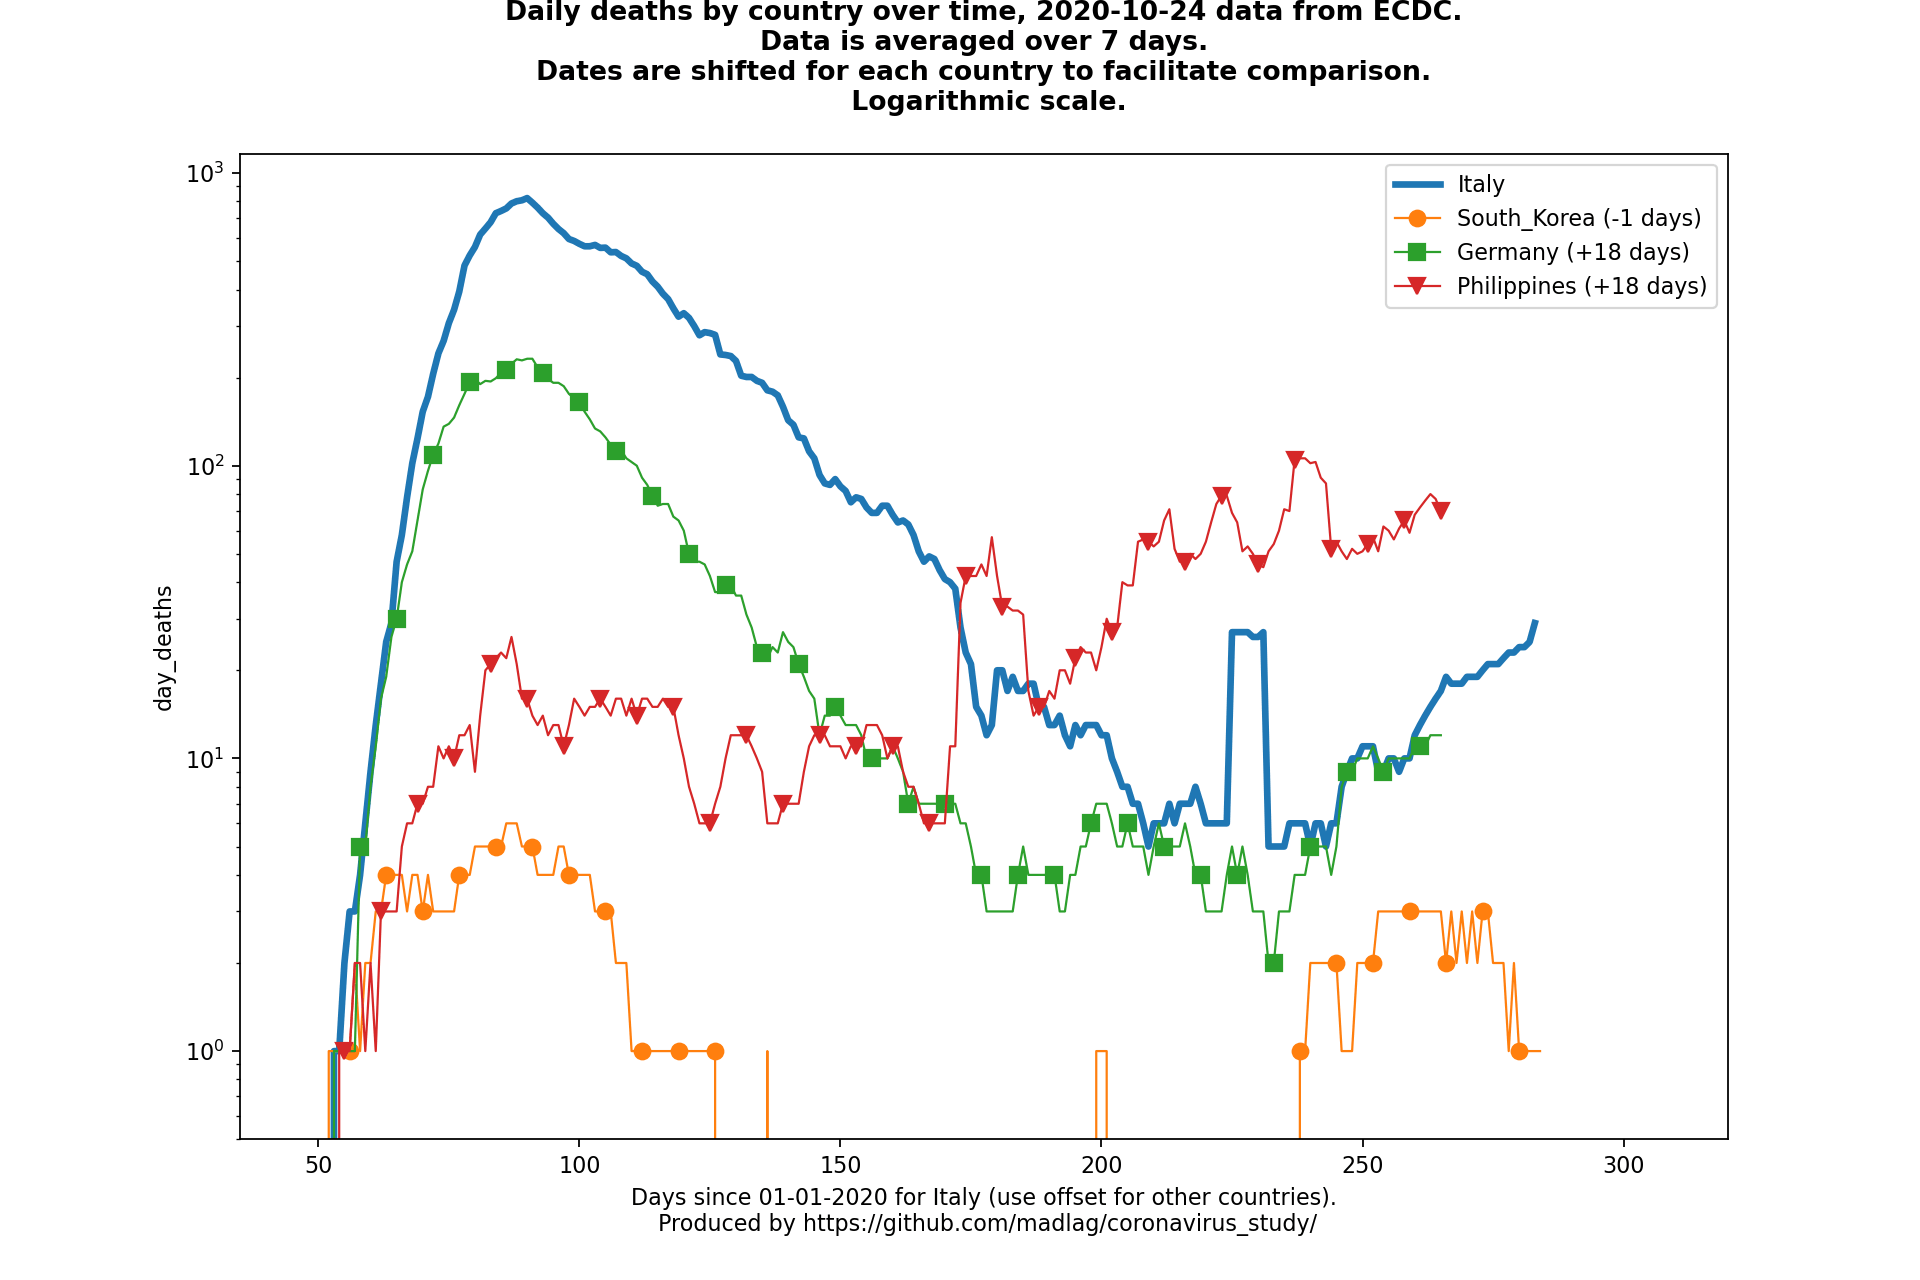 Daily deaths by country over time, 2020-10-24 data from ECDC.
Data is averaged over 7 days.
Dates are shifted for each country to facilitate comparison.
Logarithmic scale.
10³
10²
10¹
10⁰
day_deaths
Italy
South_Korea (-1 days)
Germany (+18 days)
Philippines (+18 days)
50 100 150 200 250 300
Days since 01-01-2020 for Italy (use offset for other countries).
Produced by https://github.com/madlag/coronavirus_study/